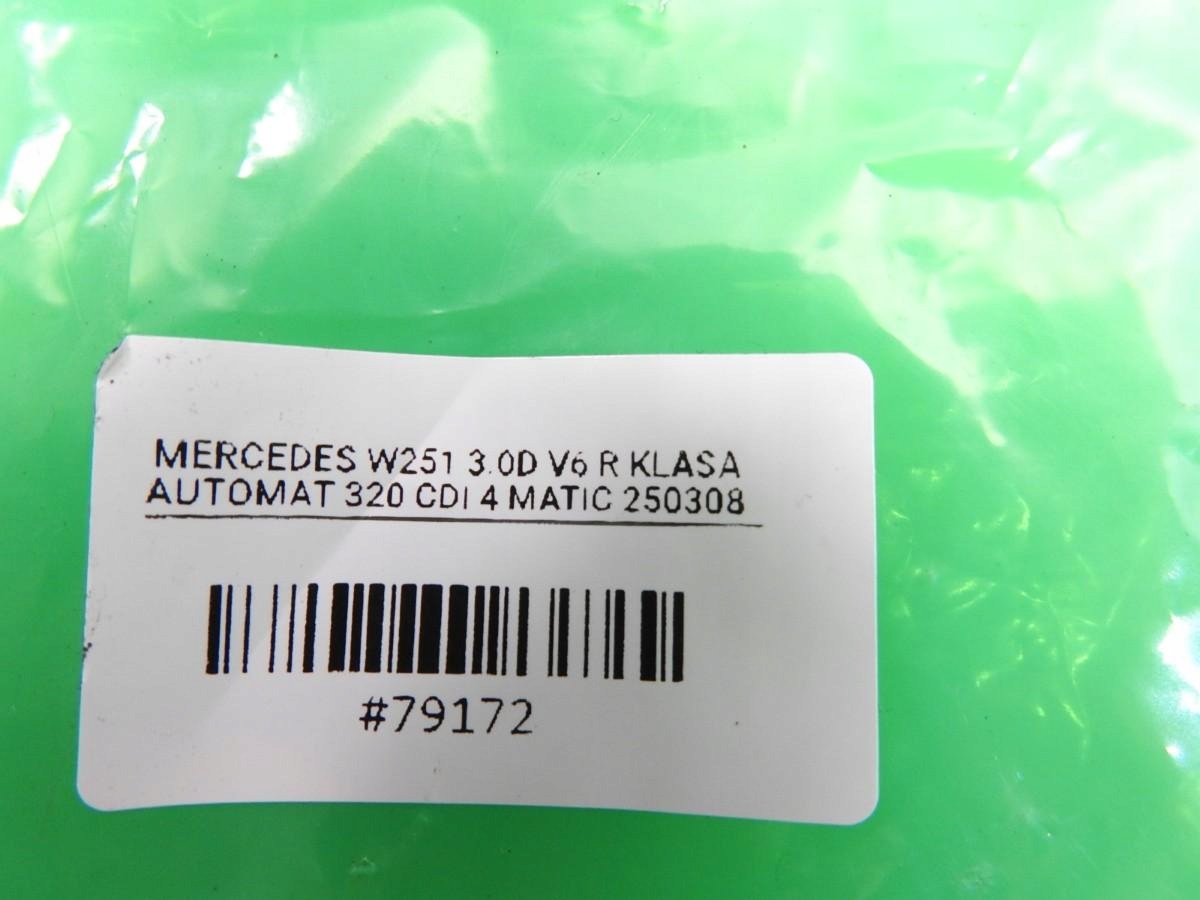 MERCEDES W251 3.0D V6 R KLASA
AUTOMAT 320 CDI 4 MATIC 250308
#79172